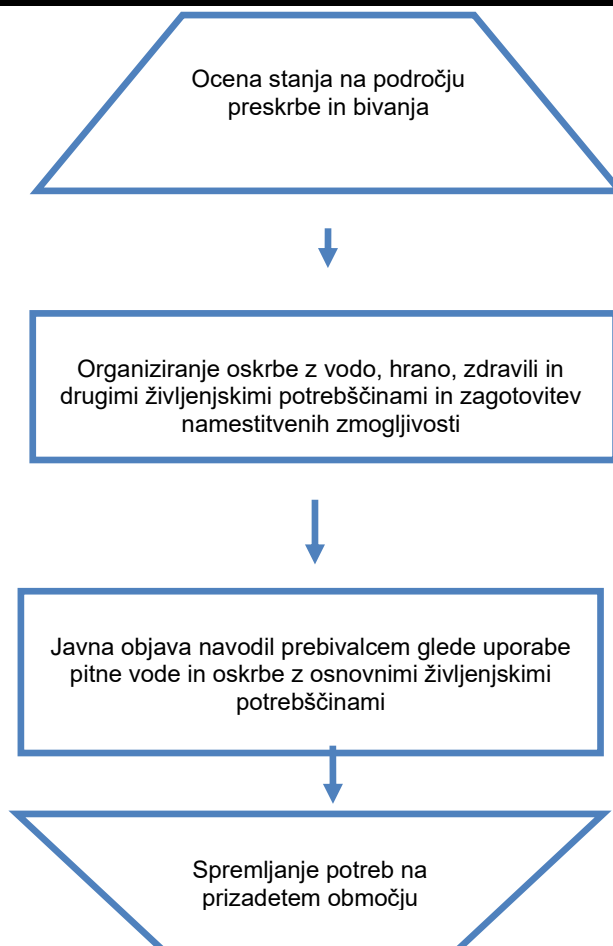 Ocena stanja na področju
preskrbe in bivanja
Organiziranje oskrbe z vodo, hrano, zdravili in
drugimi življenjskimi potrebščinami in zagotovitev
namestitvenih zmogljivosti
Javna objava navodil prebivalcem glede uporabe
pitne vode in oskrbe z osnovnimi življenjskimi
potrebščinami
Spremljanje potreb na
prizadetem območju